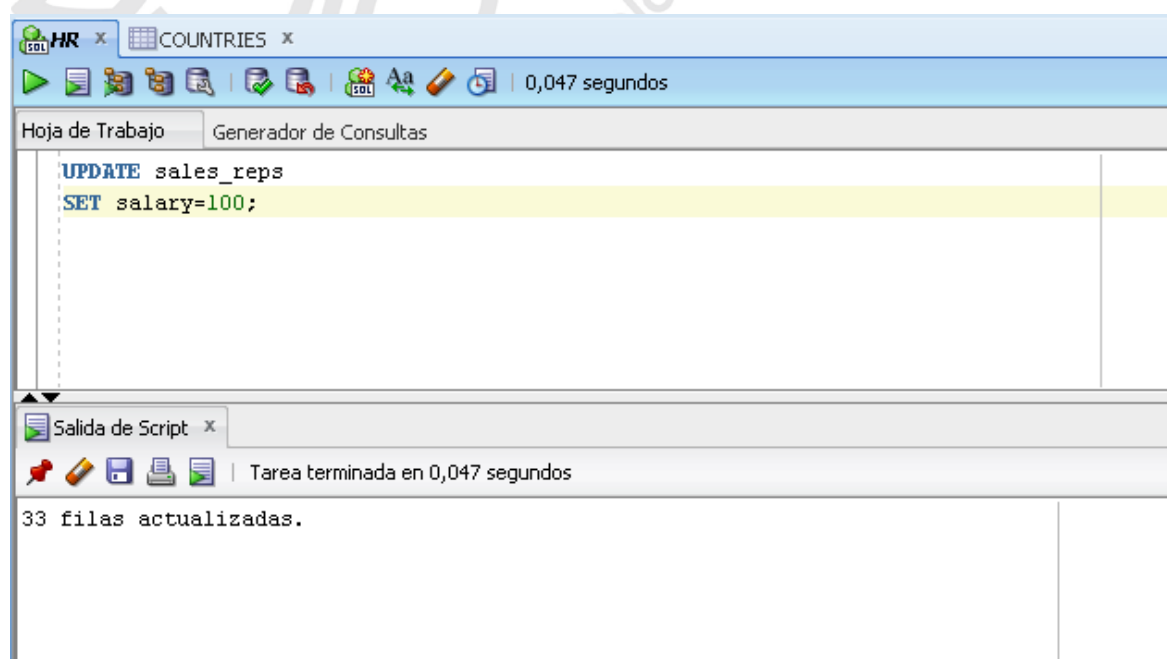 HR x COUNTRIES x
0,047 segundos
Hoja de Trabajo Generador de Consultas
UPDATE sales_reps
SET salary=100;
Salida de Script x
Tarea terminada en 0,047 segundos
33 filas actualizadas.